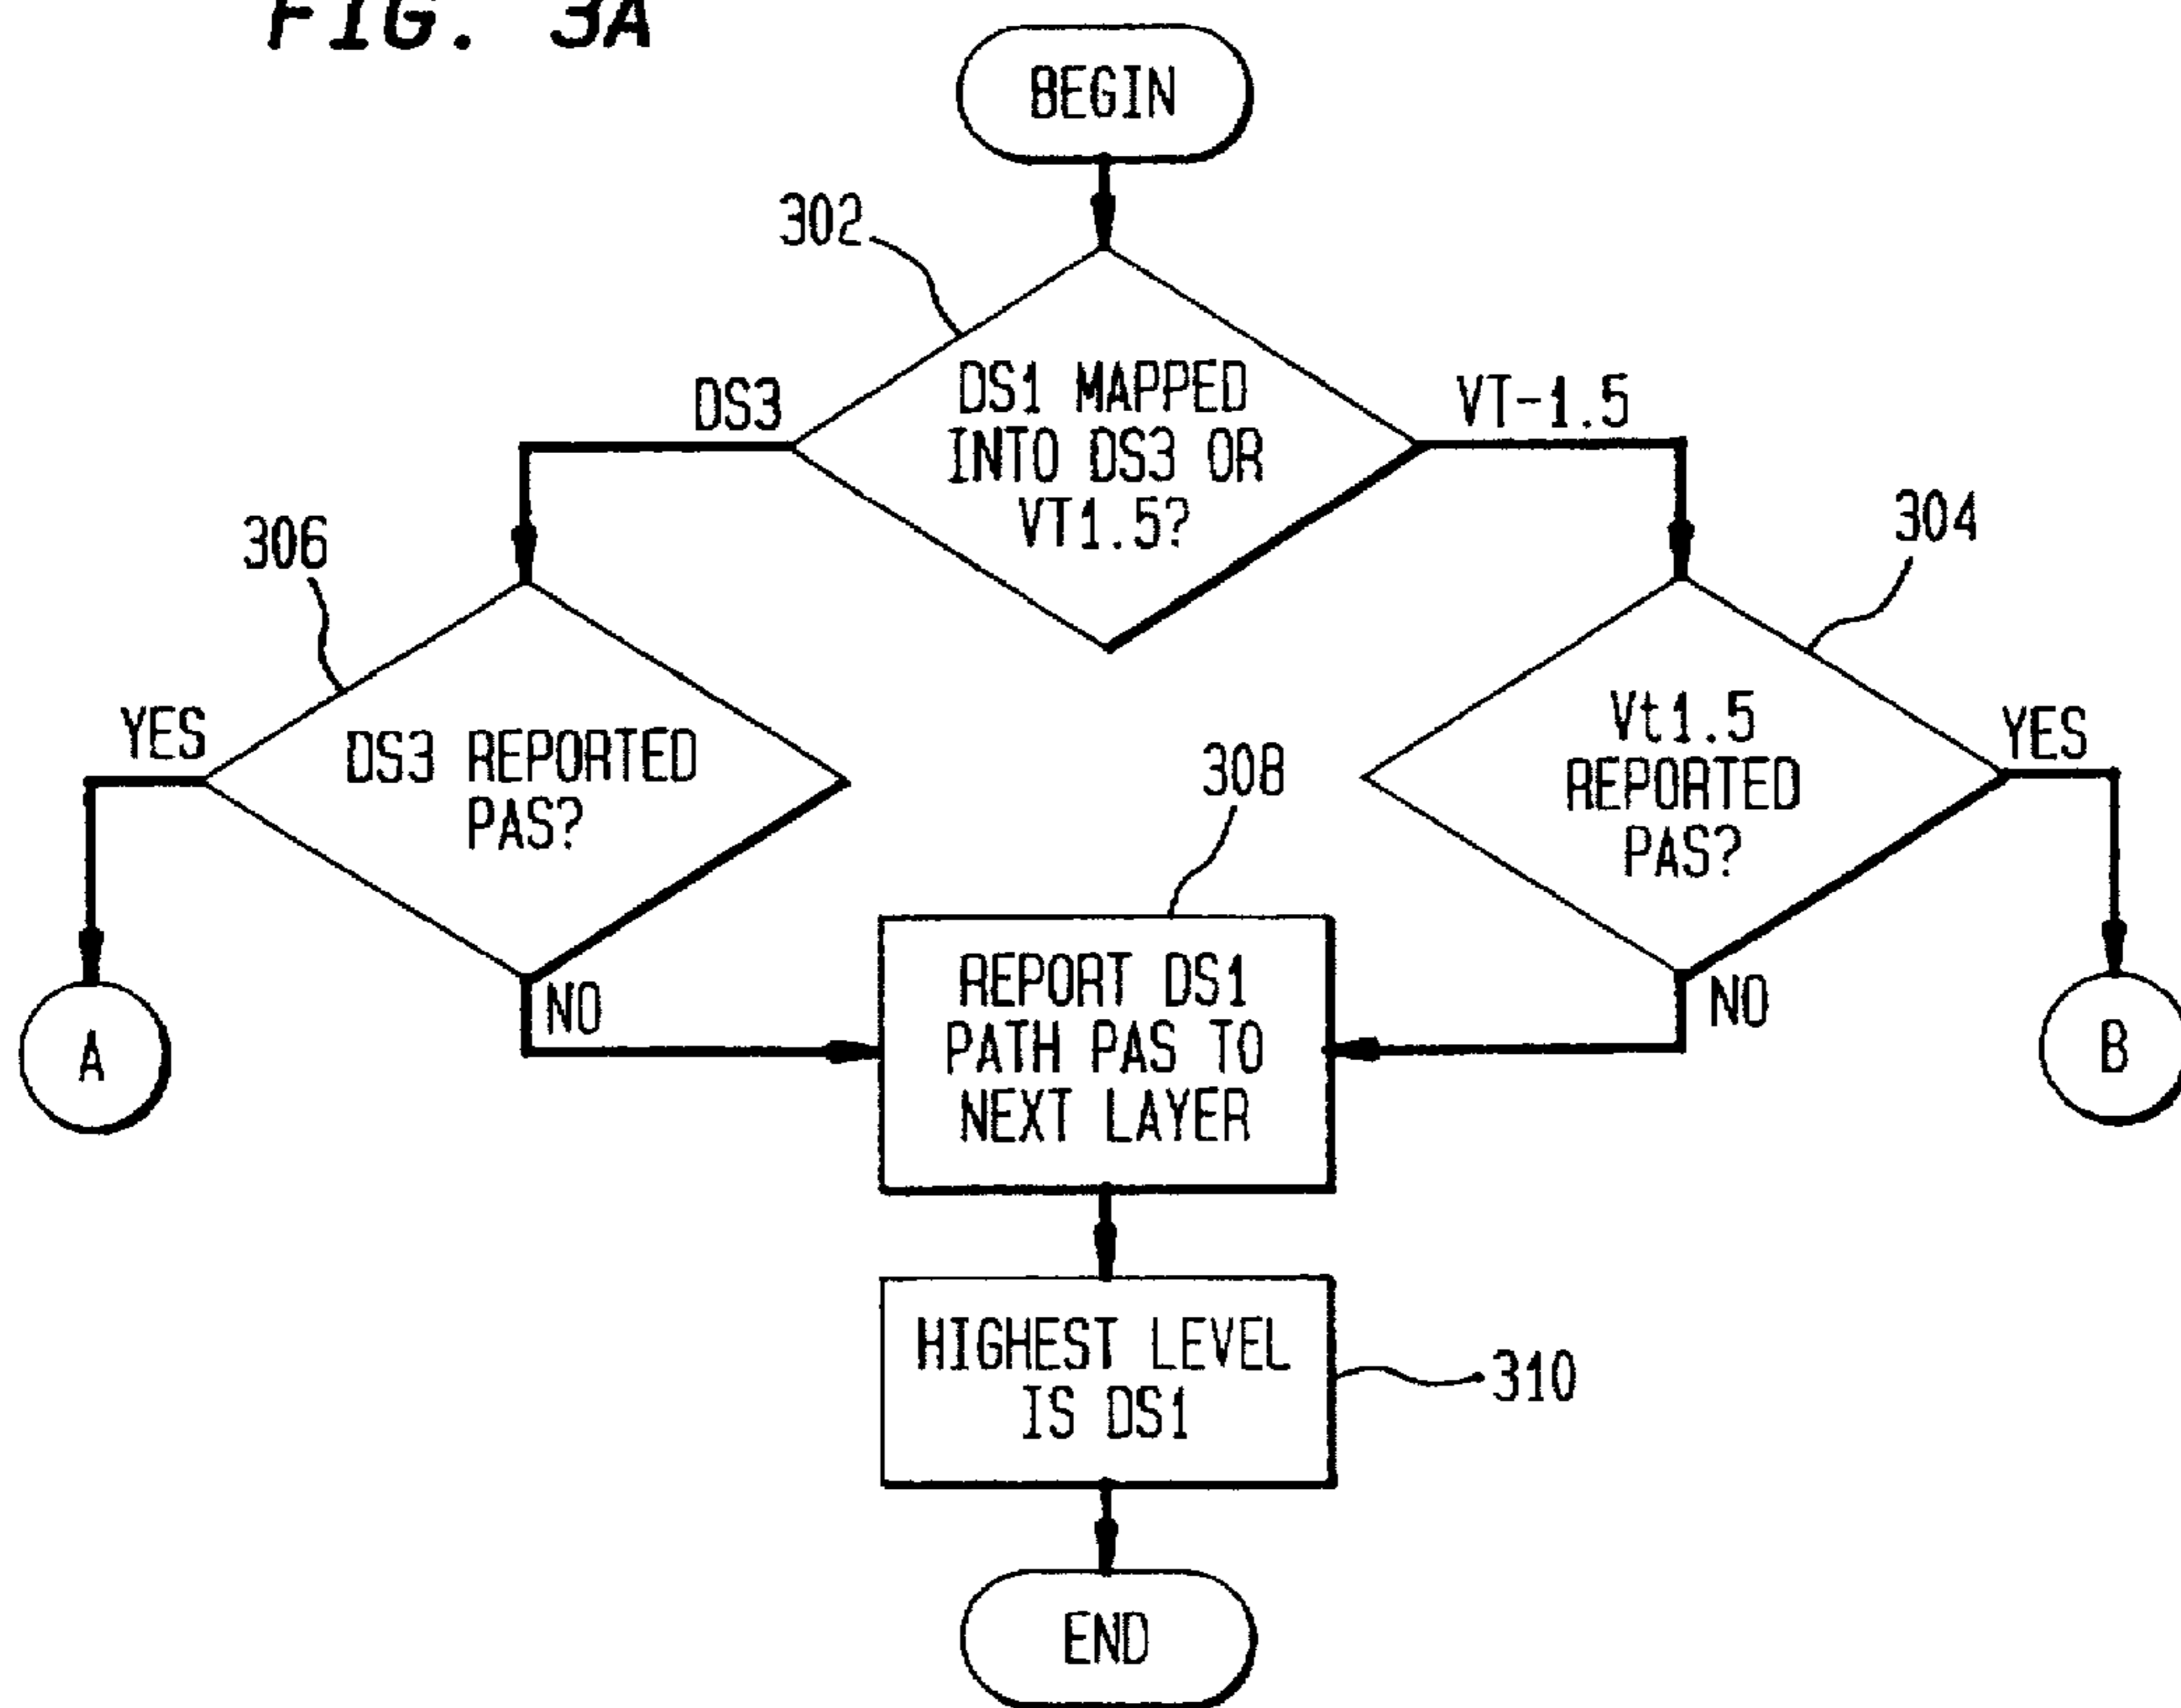 FIG. 3A
BEGIN
302
DS1 MAPPED
INTO DS3 OR
VT1.5?
DS3
VT-1.5
306
304
DS3 REPORTED
PAS?
YES
NO
Vt1.5
REPORTED
PAS?
YES
NO
308
REPORT DS1
PATH PAS TO
NEXT LAYER
A
B
HIGHEST LEVEL
IS DS1
310
END